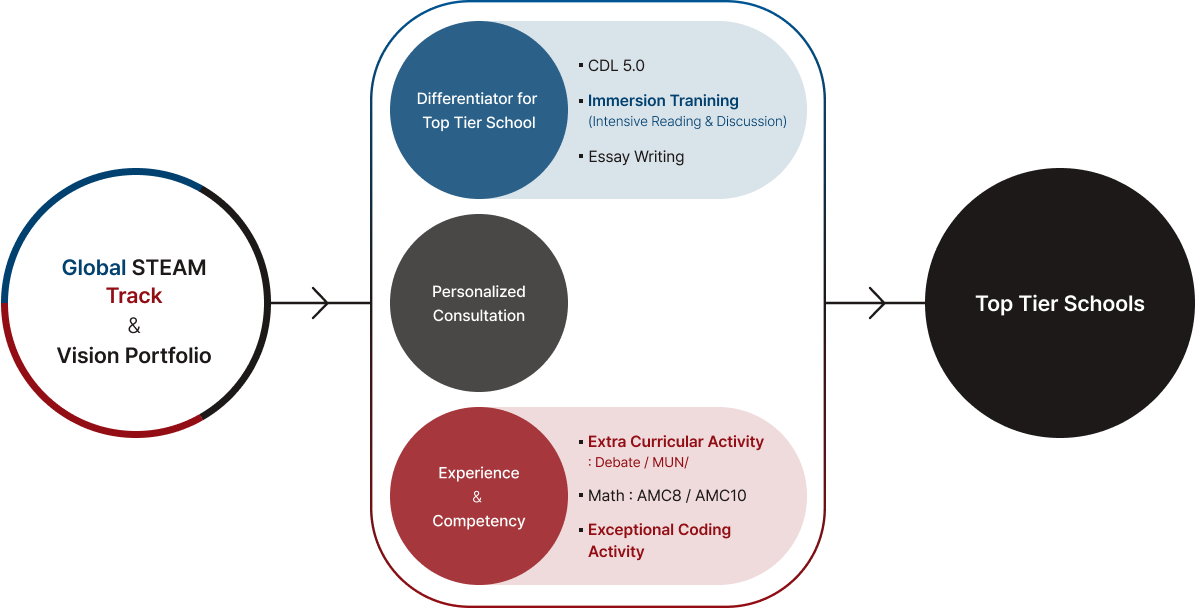 Global STEAM
Track
&
Vision Portfolio
Differentiator for
Top Tier School
▪ CDL 5.0
▪ Immersion Tranining
(Intensive Reading & Discussion)
▪ Essay Writing
Personalized
Consultation
Experience
&
Competency
▪ Extra Curricular Activity
: Debate / MUN/
▪ Math : AMC8 / AMC10
▪ Exceptional Coding
Activity
Top Tier Schools